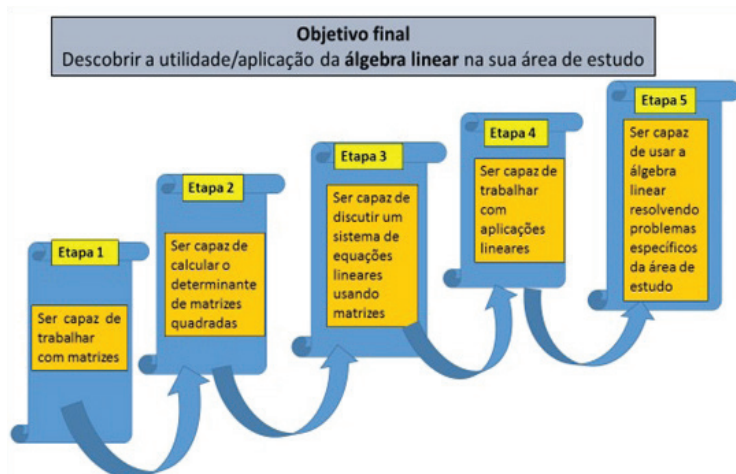 Objetivo final
Descobrir a utilidade/aplicação da álgebra linear na sua área de estudo
Etapa 1
Ser capaz de
trabalhar
com matrizes
Etapa 2
Ser capaz de
calcular o
determinante
de matrizes
quadradas
Etapa 3
Ser capaz de
discutir um
sistema de
equações
lineares
usando
matrizes
Etapa 4
Ser capaz de
trabalhar
com
aplicações
lineares
Etapa 5
Ser capaz
de usar a
álgebra
linear
resolvendo
problemas
específicos
da área de
estudo